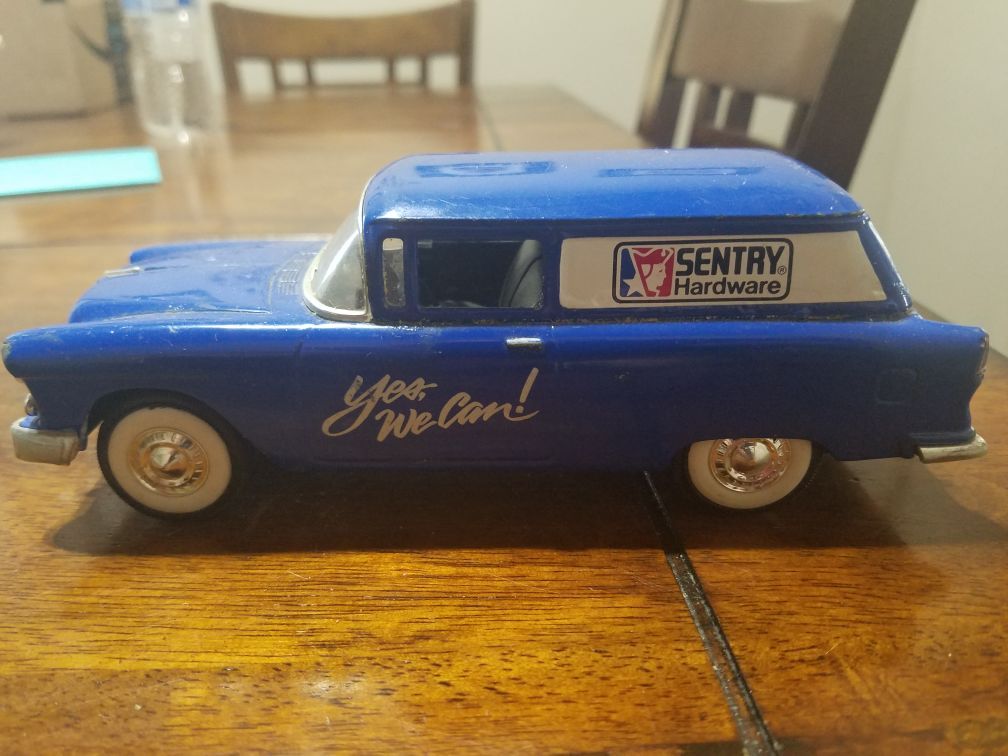 SENTRY®
Hardware
Yes,
We Can!